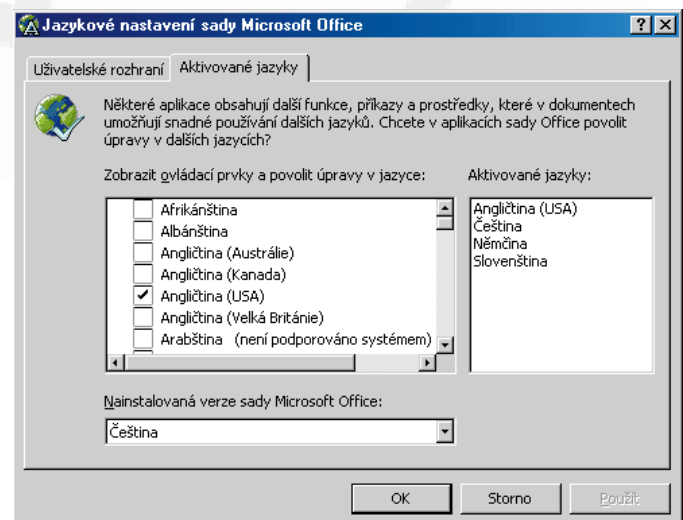 Jazykové nastavení sady Microsoft Office
Uživatelské rozhraní
Aktivované jazyky
Některé aplikace obsahují další funkce, příkazy a prostředky, které v dokumentech
umožňují snadné používání dalších jazyků. Chcete v aplikacích sady Office povolit
úpravy v dalších jazycích?
Zobrazit ovládací prvky a povolit úpravy v jazyce:
Afrikánština
Albánština
Angličtina (Austrálie)
Angličtina (Kanada)
Angličtina (USA)
Angličtina (Velká Británie)
Arabština (není podporováno systémem)
Aktivované jazyky:
Angličtina (USA)
Čeština
Němčina
Slovenština
Nainstalovaná verze sady Microsoft Office:
Čeština
OK
Storno
Použít